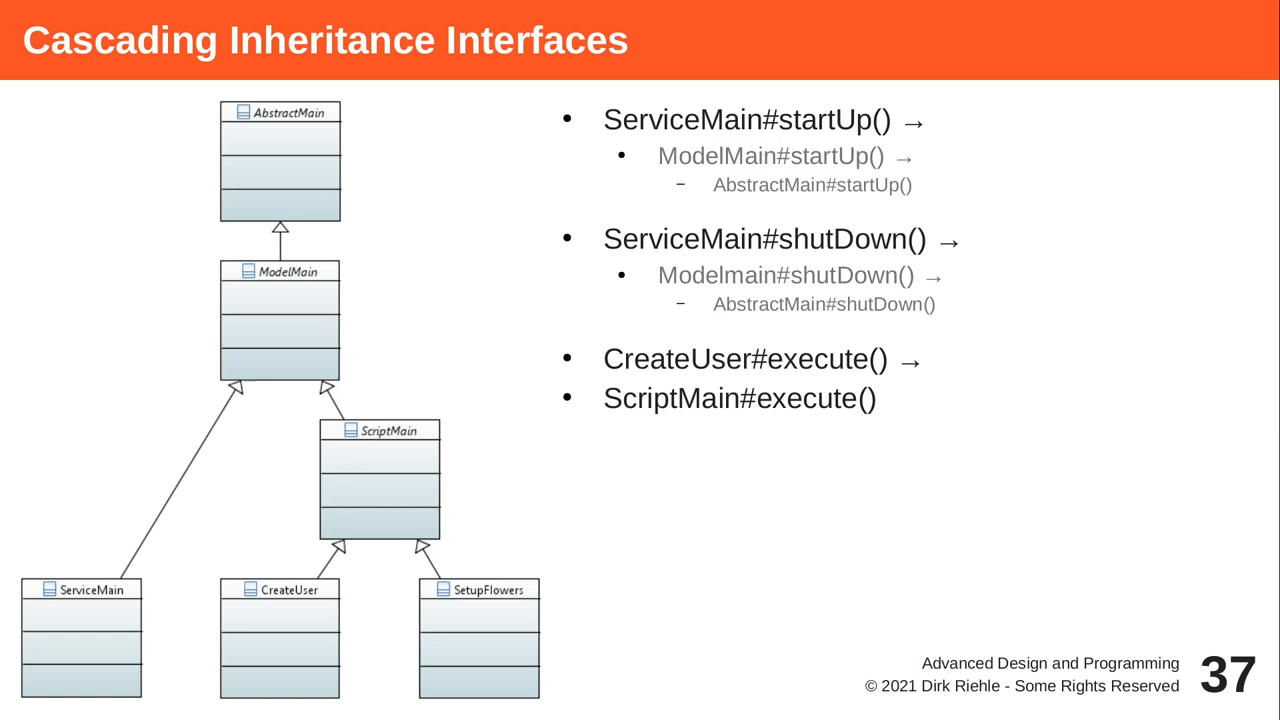 Cascading Inheritance Interfaces
AbstractMain
ModelMain
ScriptMain
ServiceMain
CreateUser
SetupFlowers
• ServiceMain#startUp() →
• ModelMain#startUp() →
– AbstractMain#startUp()
• ServiceMain#shutDown() →
• Modelmain#shutDown() →
– AbstractMain#shutDown()
• CreateUser#execute() →
• ScriptMain#execute()
Advanced Design and Programming
© 2021 Dirk Riehle - Some Rights Reserved
37